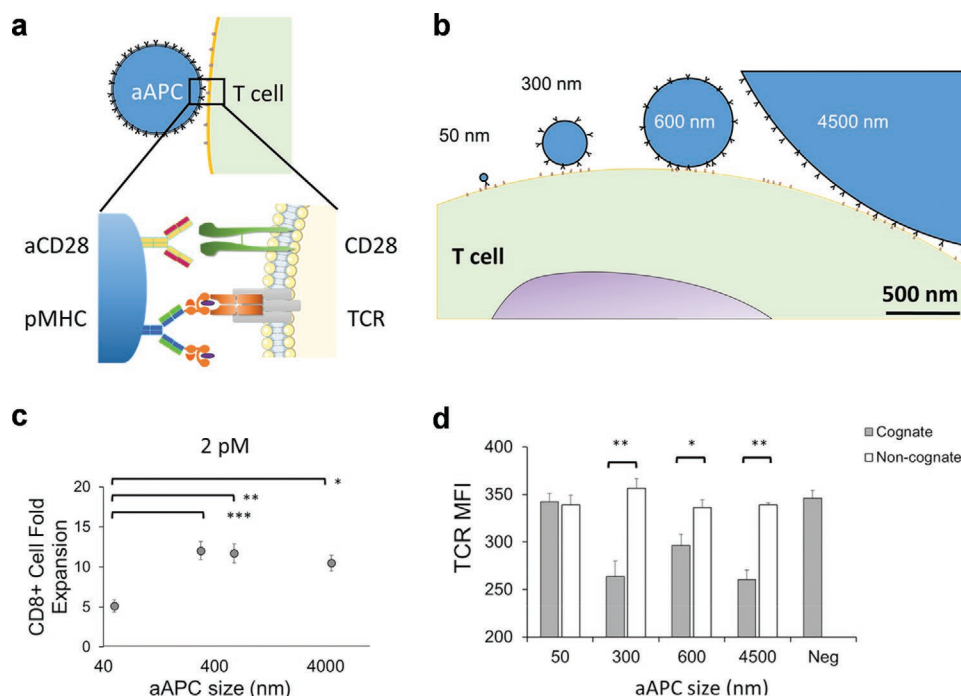 a
aAPC
T cell
aCD28
CD28
pMHC
TCR
b
50 nm
300 nm
600 nm
4500 nm
T cell
500 nm
c
2 pM
*
**
***
CD8+ Cell Fold
Expansion
20
15
10
5
0
40
400
4000
aAPC size (nm)
d
Cognate
Non-cognate
**
*
**
TCR MFI
400
350
300
250
200
50
300
600
4500
Neg
aAPC size (nm)